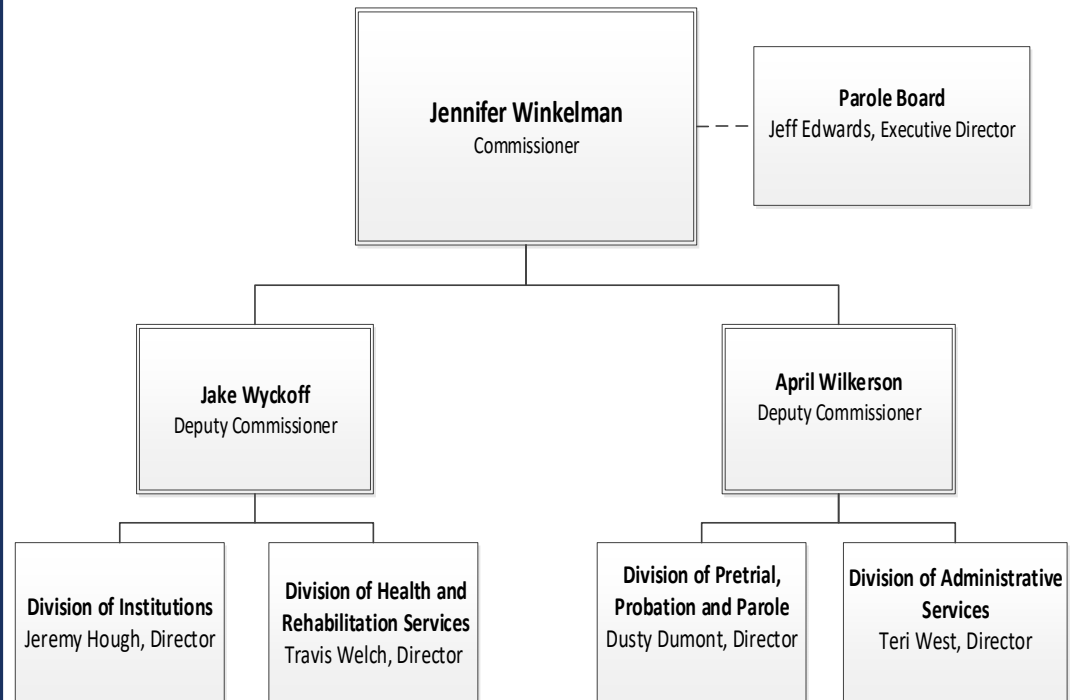 Jennifer Winkelman
Commissioner
Parole Board
Jeff Edwards, Executive Director
Jake Wyckoff
Deputy Commissioner
April Wilkerson
Deputy Commissioner
Division of Institutions
Jeremy Hough, Director
Division of Health and
Rehabilitation Services
Travis Welch, Director
Division of Pretrial,
Probation and Parole
Dusty Dumont, Director
Division of Administrative
Services
Teri West, Director